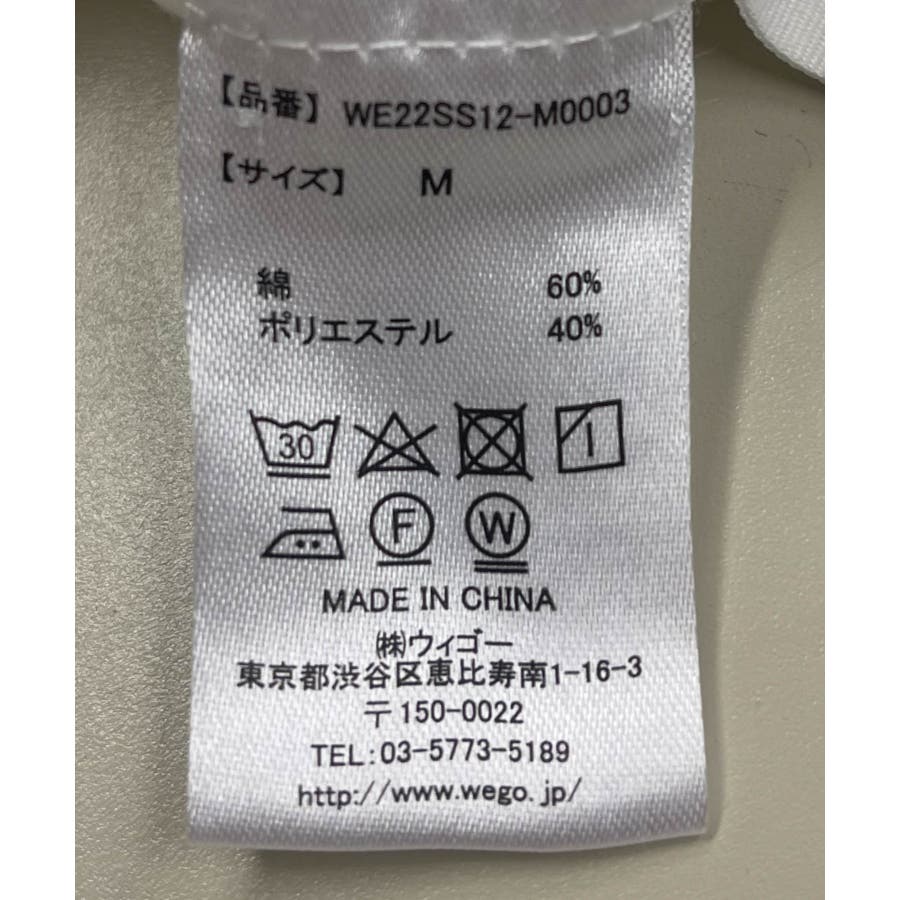 【品番】 WE22SS12-M0003
【サイズ】 M
綿 60%
ポリエステル 40%
30
F W
MADE IN CHINA
㈱ウィゴー
東京都渋谷区恵比寿南1-16-3
〒150-0022
TEL:03-5773-5189
http://www.wego.jp/